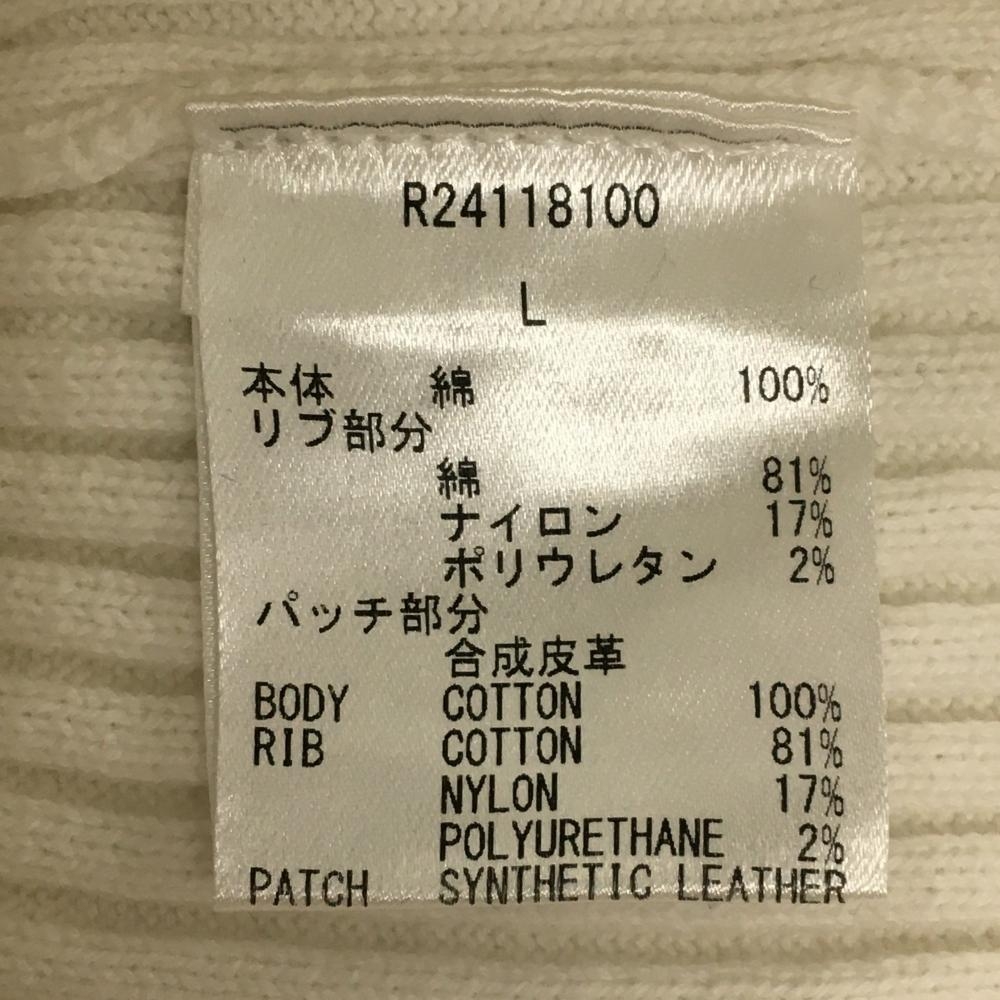 R24118100
L
本体 綿 100%
リブ部分
綿 81%
ナイロン 17%
ポリウレタン 2%
パッチ部分
合成皮革
BODY COTTON 100%
RIB COTTON 81%
NYLON 17%
POLYURETHANE 2%
PATCH SYNTHETIC LEATHER